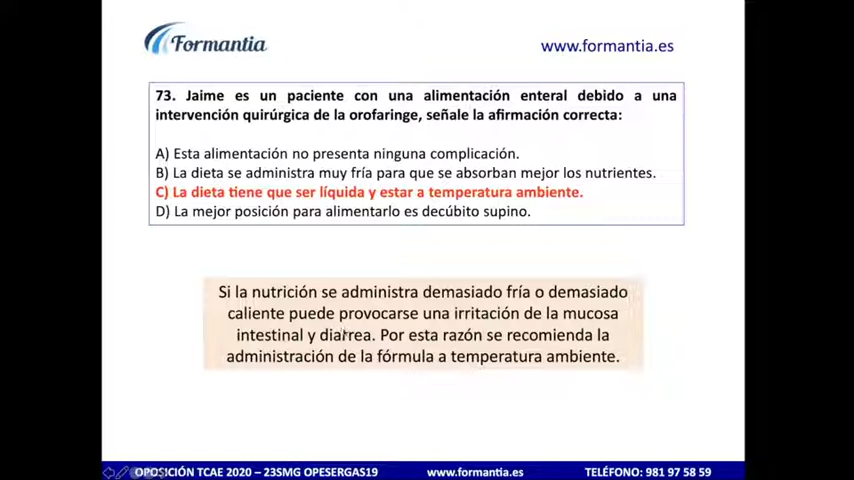 Formantia
www.formantia.es
73. Jaime es un paciente con una alimentación enteral debido a una
intervención quirúrgica de la orofaringe, señale la afirmación correcta:
A) Esta alimentación no presenta ninguna complicación.
B) La dieta se administra muy fría para que se absorban mejor los nutrientes.
C) La dieta tiene que ser líquida y estar a temperatura ambiente.
D) La mejor posición para alimentarlo es decúbito supino.
Si la nutrición se administra demasiado fría o demasiado
caliente puede provocarse una irritación de la mucosa
intestinal y diarrea. Por esta razón se recomienda la
administración de la fórmula a temperatura ambiente.
OPOSICIÓN TCAE 2020 – 23SMG OPESERGAS19
www.formantia.es
TELÉFONO: 981 97 58 59